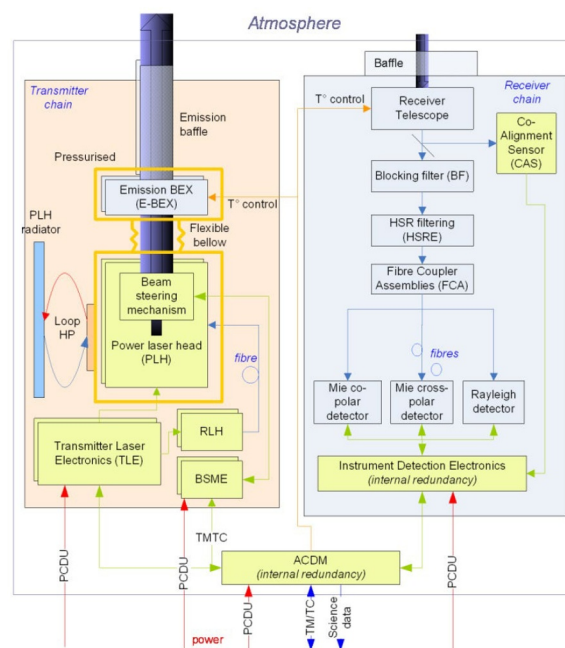 Atmosphere
Transmitter
chain
Emission
baffle
Pressurised
Emission BEX
(E-BEX)
T° control
Flexible
bellow
PLH
radiator
Loop
HP
Beam
steering
mechanism
Power laser head
(PLH)
fibre
Transmitter Laser
Electronics (TLE)
RLH
BSME
TMTC
PCDU
PCDU
power
Baffle
Receiver
chain
T° control
Receiver
Telescope
Co-
Alignment
Sensor
(CAS)
Blocking filter (BF)
HSR filtering
(HSRE)
Fibre Coupler
Assemblies (FCA)
fibres
Mie co-
polar
detector
Mie cross-
polar
detector
Rayleigh
detector
Instrument Detection Electronics
(internal redundancy)
ACDM
(internal redundancy)
PCDU
TM/TC
Science
data
PCDU